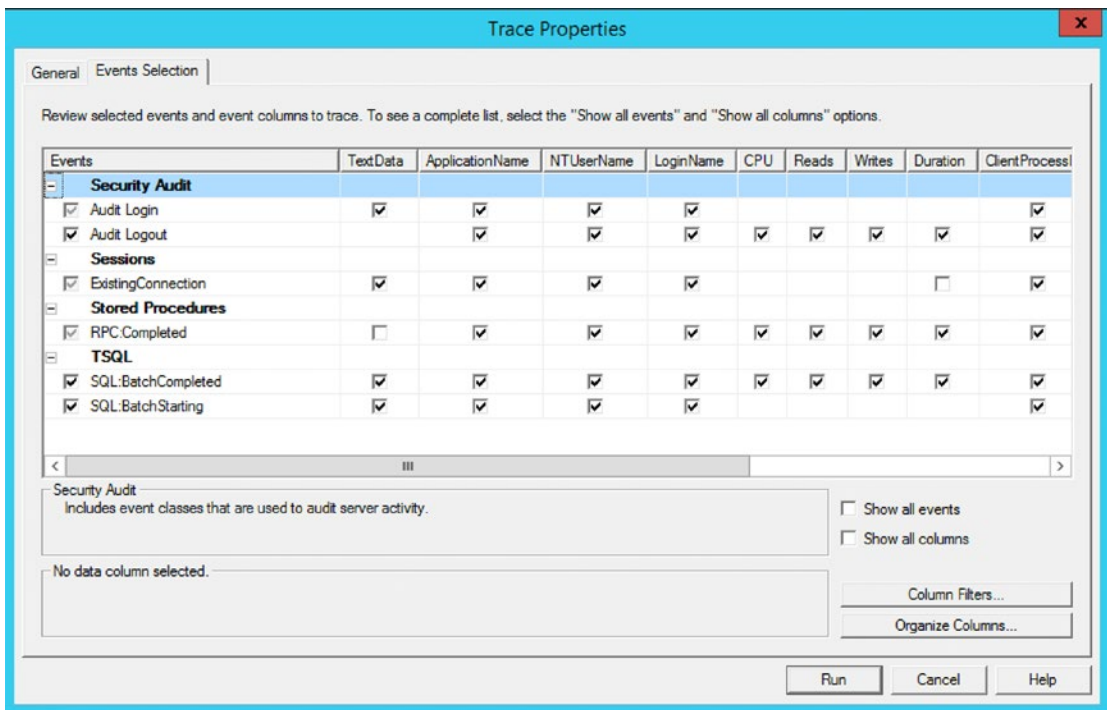 Trace Properties
x
General Events Selection
Review selected events and event columns to trace. To see a complete list, select the "Show all events" and "Show all columns" options.
Events TextData ApplicationName NTUserName LoginName CPU Reads Writes Duration ClientProcessI
Security Audit
Audit Login
Audit Logout
Sessions
ExistingConnection
Stored Procedures
RPC:Completed
TSQL
SQL:BatchCompleted
SQL:BatchStarting
Security Audit
Includes event classes that are used to audit server activity.
Show all events
Show all columns
No data column selected.
Column Filters...
Organize Columns...
Run Cancel Help